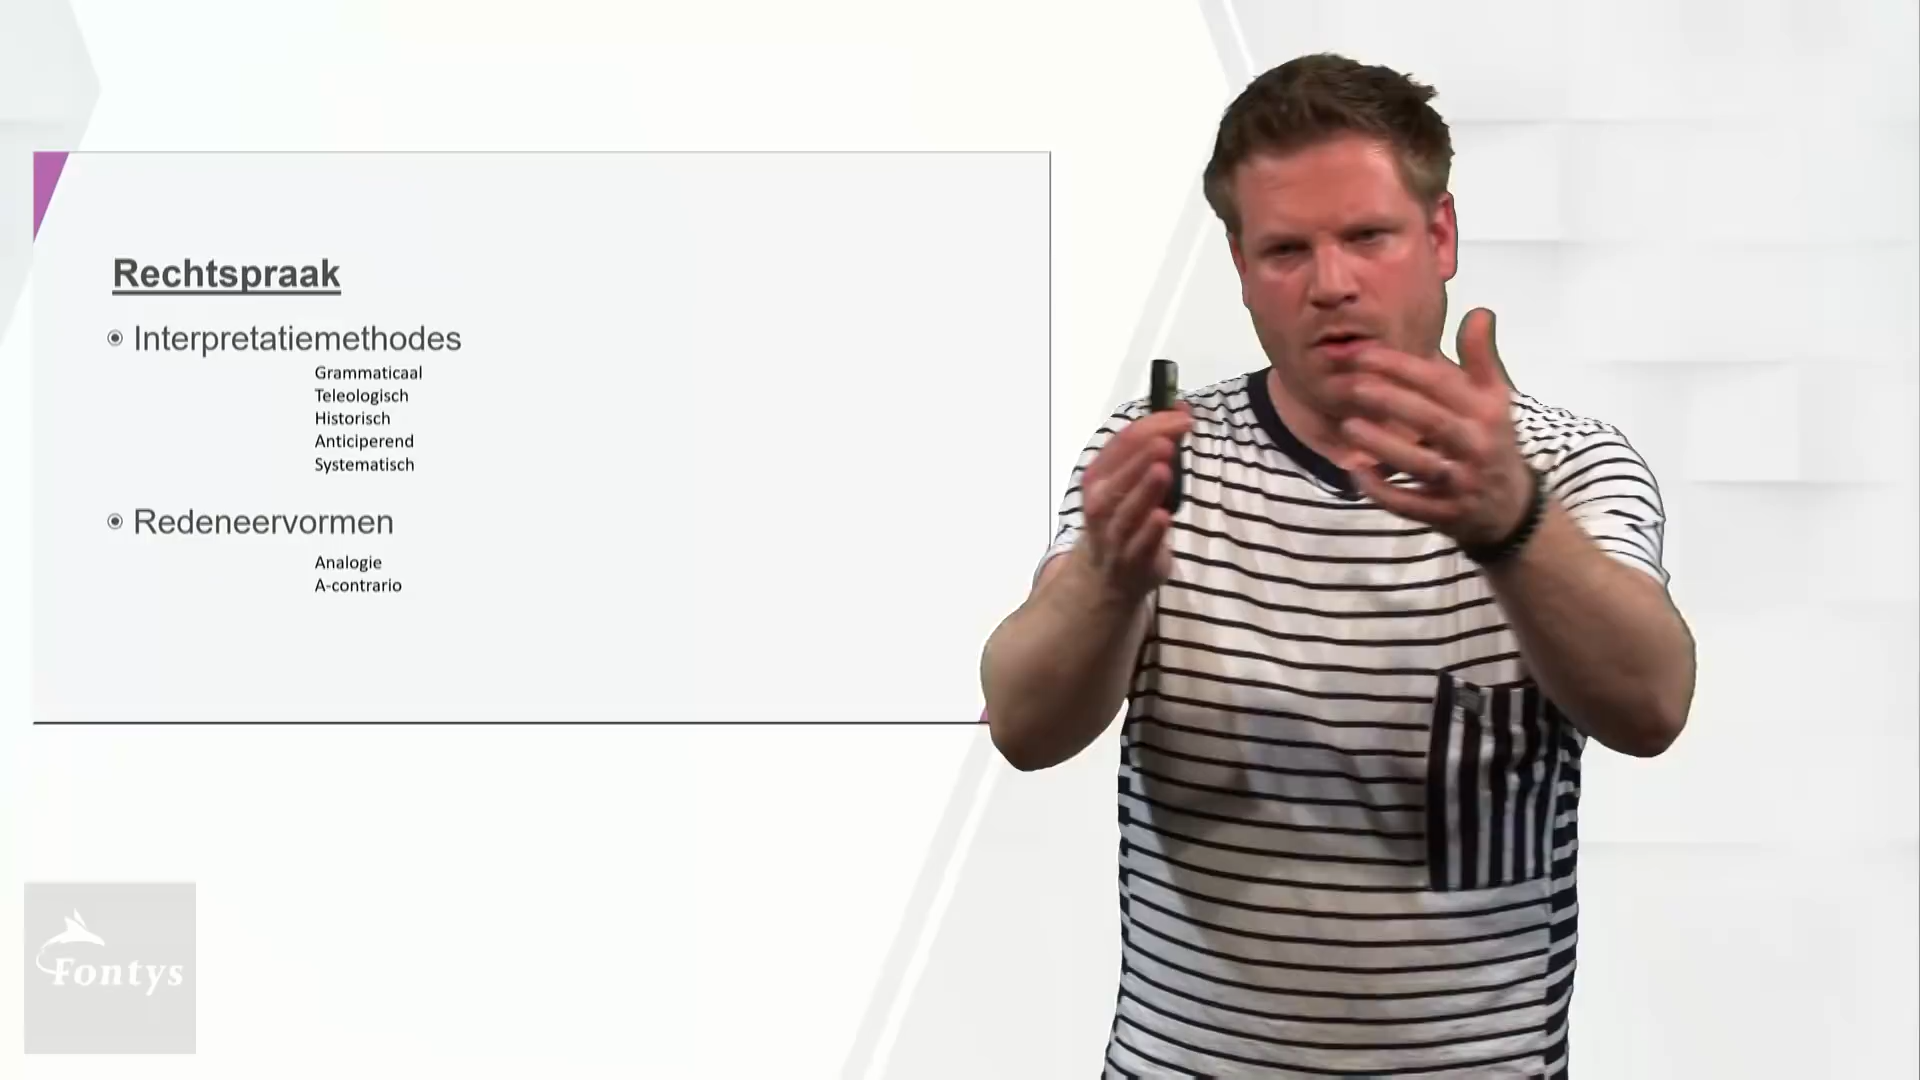 Rechtspraak
Interpretatiemethodes
Grammaticaal
Teleologisch
Historisch
Anticiperend
Systematisch
Redeneervormen
Analogie
A-contrario
Fontys